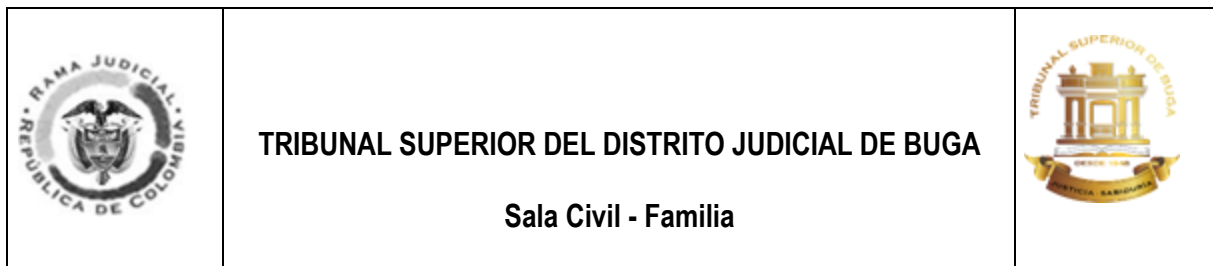 RAMA JUDICIAL
REPÚBLICA DE COLOMBIA
TRIBUNAL SUPERIOR DEL DISTRITO JUDICIAL DE BUGA
Sala Civil - Familia
TRIBUNAL SUPERIOR DE BUGA
JUSTICIA - SABIDURÍA